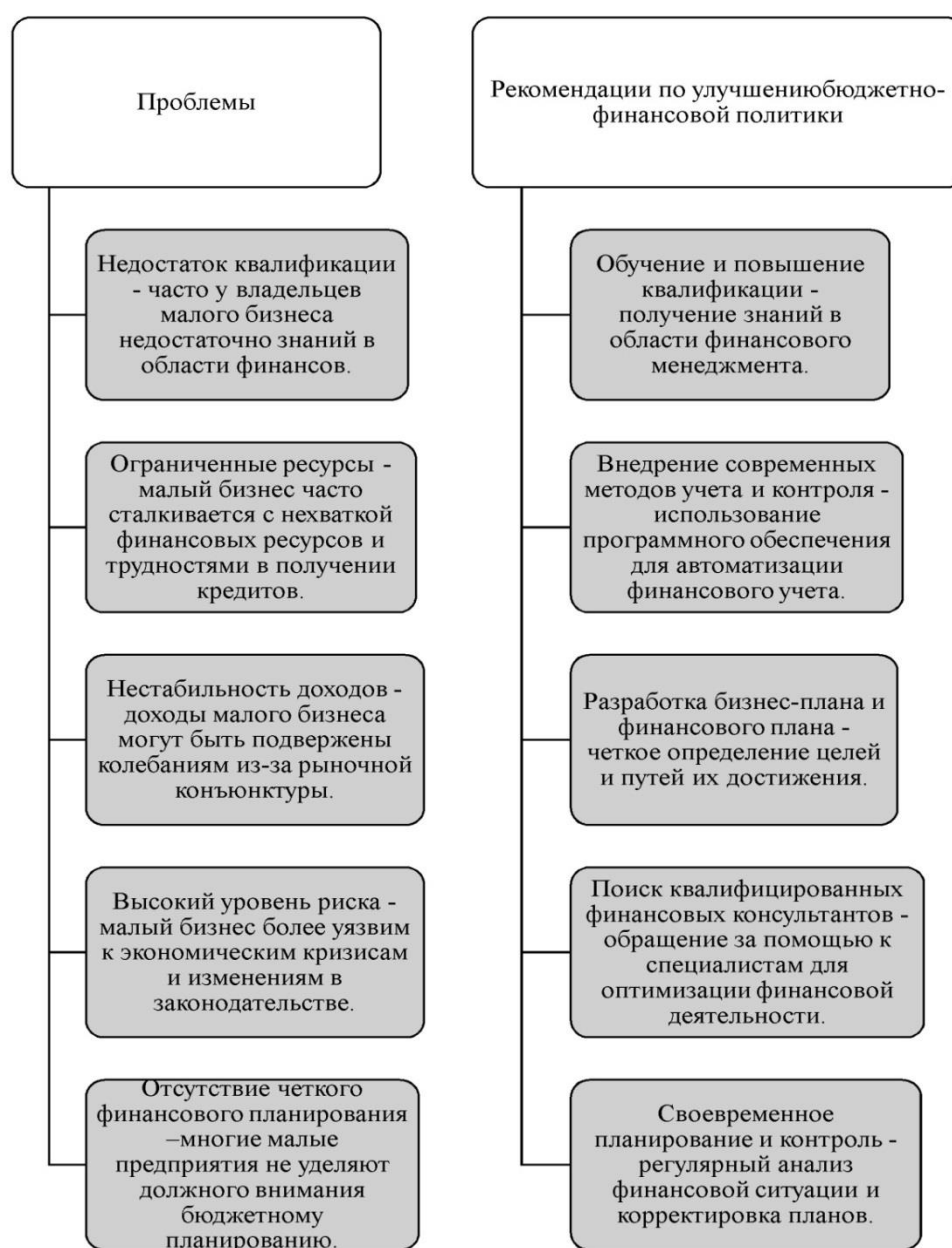 Проблемы
Недостаток квалификации
- часто у владельцев
малого бизнеса
недостаточно знаний в
области финансов.
Ограниченные ресурсы -
малый бизнес часто
сталкивается с нехваткой
финансовых ресурсов и
трудностями в получении
кредитов.
Нестабильность доходов -
доходы малого бизнеса
могут быть подвержены
колебаниям из-за рыночной
конъюнктуры.
Высокий уровень риска -
малый бизнес более уязвим
к экономическим кризисам
и изменениям в
законодательстве.
Отсутствие четкого
финансового планирования
–многие малые
предприятия не уделяют
должного внимания
бюджетному
планированию.
Рекомендации по улучшениюбюджетно-
финансовой политики
Обучение и повышение
квалификации -
получение знаний в
области финансового
менеджмента.
Внедрение современных
методов учета и контроля -
использование
программного обеспечения
для автоматизации
финансового учета.
Разработка бизнес-плана и
финансового плана -
четкое определение целей
и путей их достижения.
Поиск квалифицированных
финансовых консультантов -
обращение за помощью к
специалистам для
оптимизации финансовой
деятельности.
Своевременное
планирование и контроль -
регулярный анализ
финансовой ситуации и
корректировка планов.